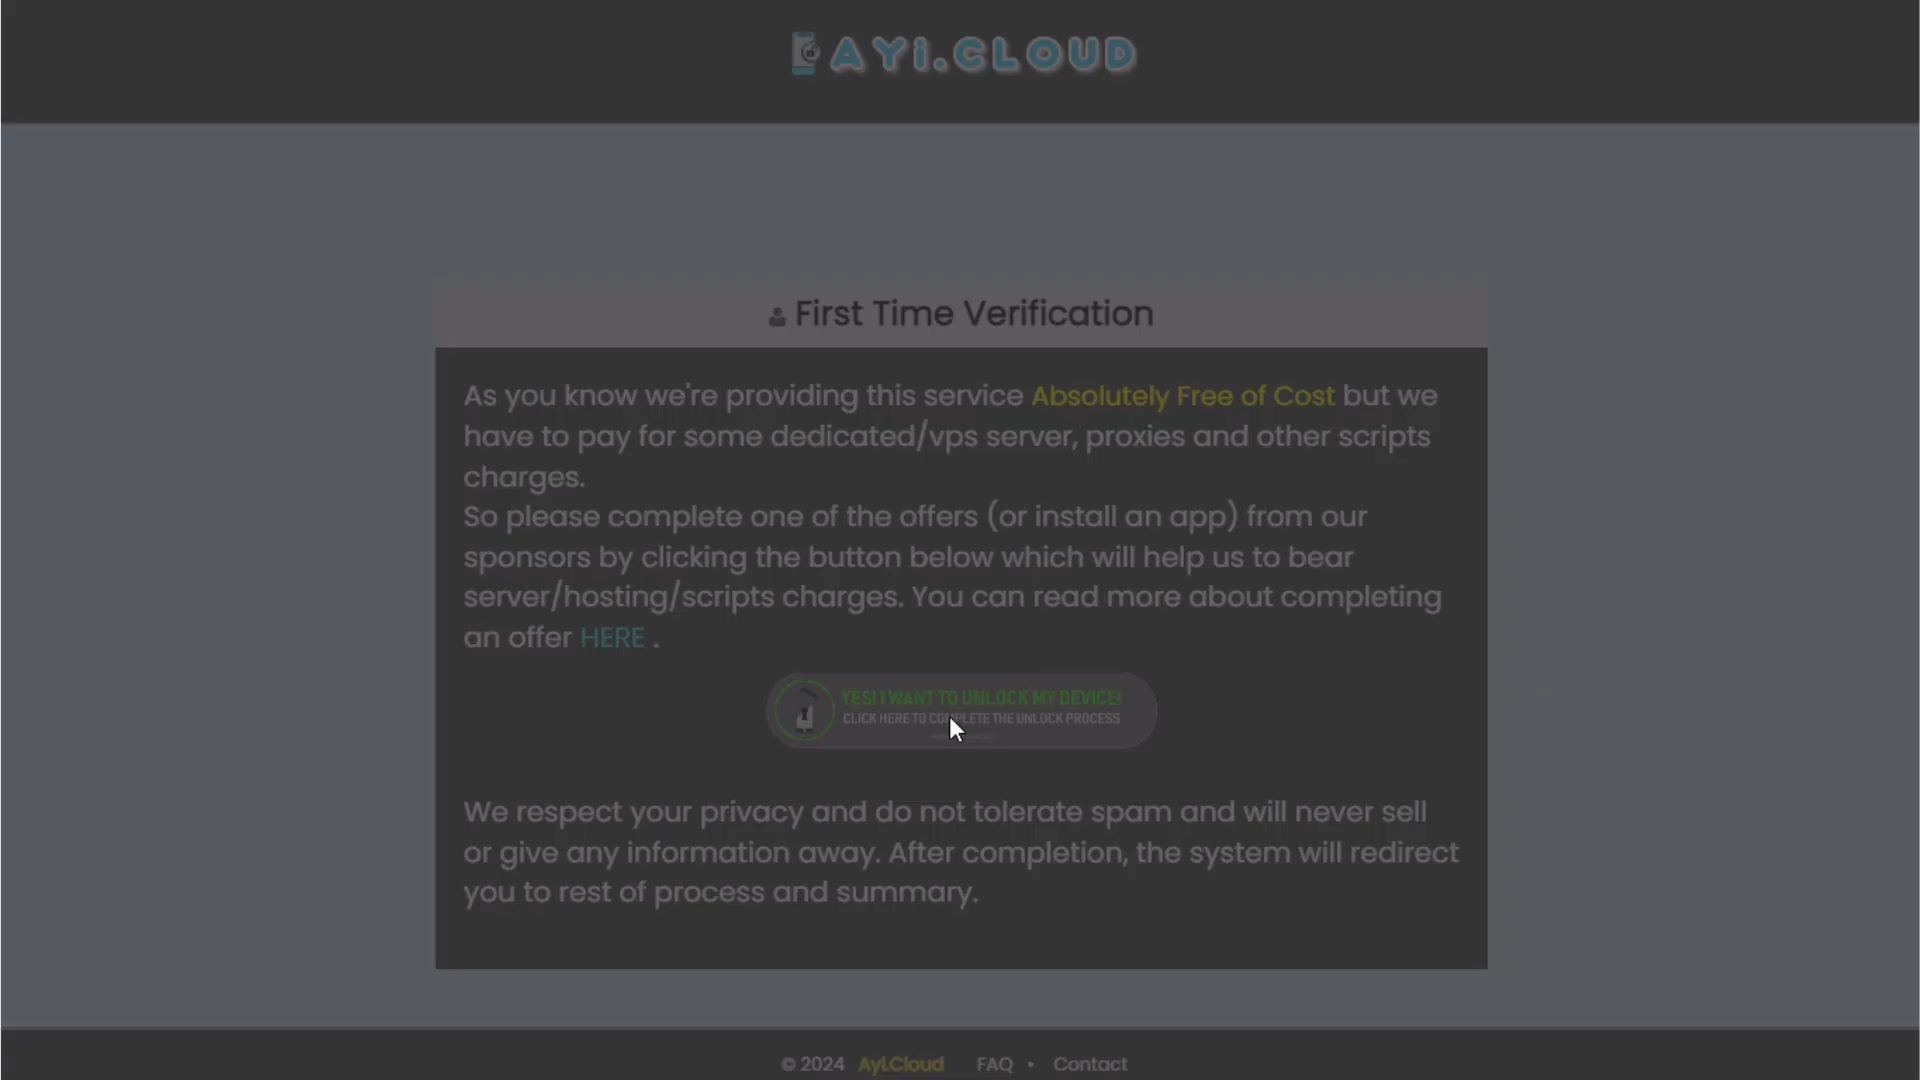 AYi.CLOUD
First Time Verification
As you know we're providing this service Absolutely Free of Cost but we
have to pay for some dedicated/vps server, proxies and other scripts
charges.
So please complete one of the offers (or install an app) from our
sponsors by clicking the button below which will help us to bear
server/hosting/scripts charges. You can read more about completing
an offer HERE .
YES! I WANT TO UNLOCK MY DEVICE!
CLICK HERE TO COMPLETE THE UNLOCK PROCESS
We respect your privacy and do not tolerate spam and will never sell
or give any information away. After completion, the system will redirect
you to rest of process and summary.
© 2024 Ayi.Cloud FAQ • Contact